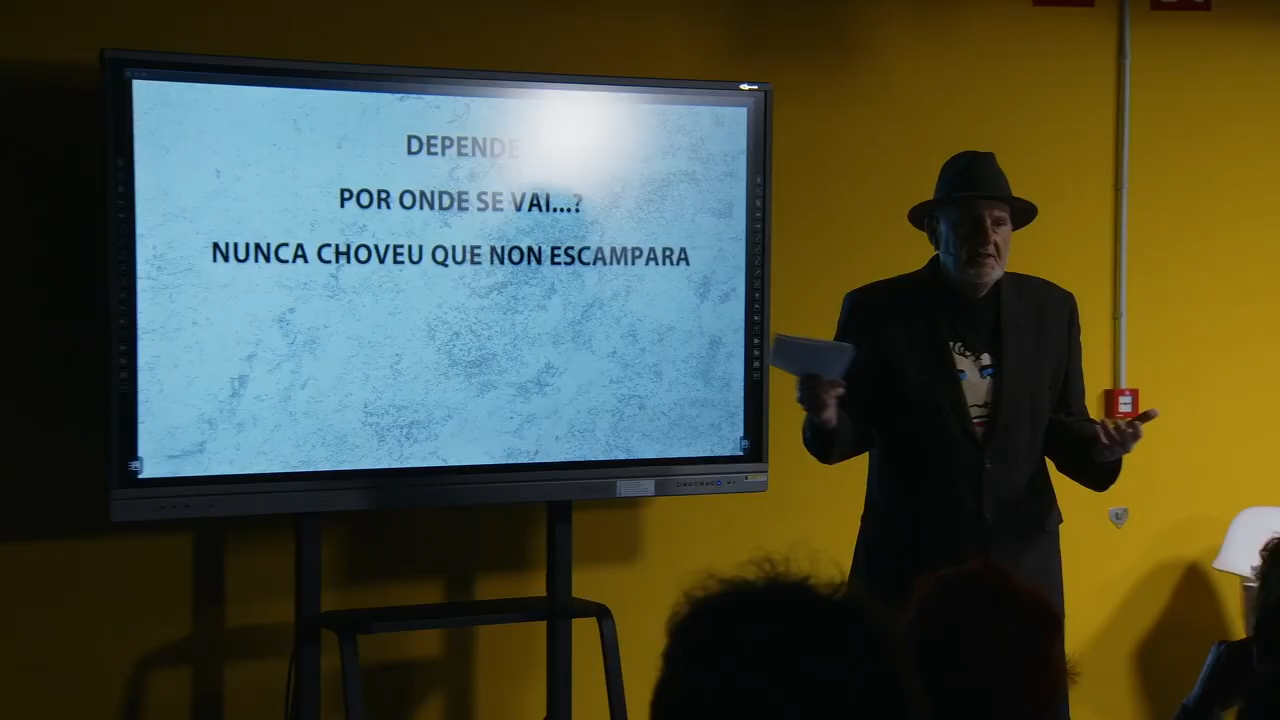 DEPENDE
POR ONDE SE VAI...?
NUNCA CHOVEU QUE NON ESCAMPARA